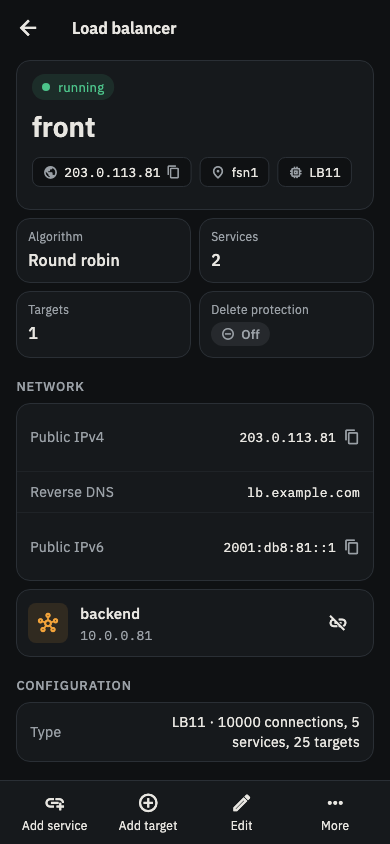 Load balancer
running
front
203.0.113.81
fsn1
LB11
Algorithm
Round robin
Services
2
Targets
1
Delete protection
Off
NETWORK
Public IPv4
203.0.113.81
Reverse DNS
lb.example.com
Public IPv6
2001:db8:81::1
backend
10.0.0.81
CONFIGURATION
Type
LB11 · 10000 connections, 5
services, 25 targets
Add service
Add target
Edit
More